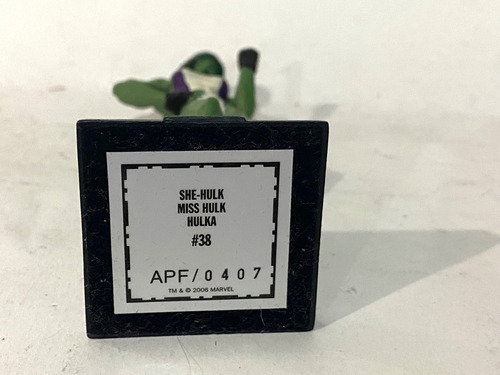 SHE-HULK
MISS HULK
HULKA
#38
APF/0407
TM & © 2006 MARVEL